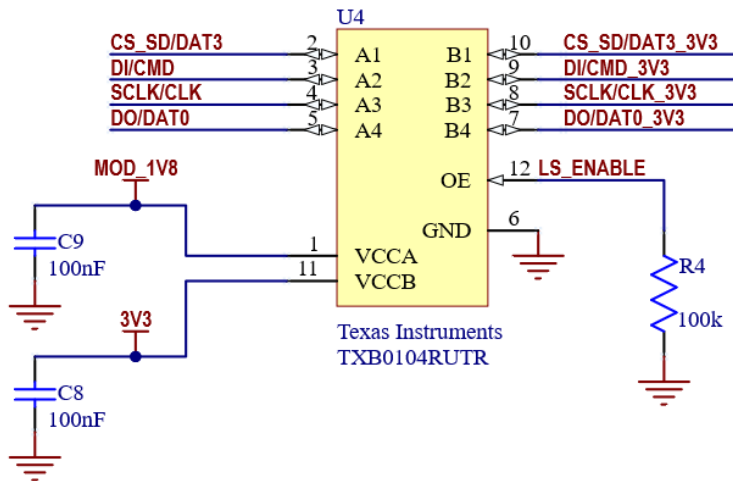 U4
CS_SD/DAT3 2 A1 B1 10 CS_SD/DAT3_3V3
DI/CMD 3 A2 B2 9 DI/CMD_3V3
SCLK/CLK 4 A3 B3 8 SCLK/CLK_3V3
DO/DAT0 5 A4 B4 7 DO/DAT0_3V3
MOD_1V8
OE 12 LS_ENABLE
C9
100nF
GND 6
1 VCCA
11 VCCB
R4
100k
3V3
C8
100nF
Texas Instruments
TXB0104RUTR